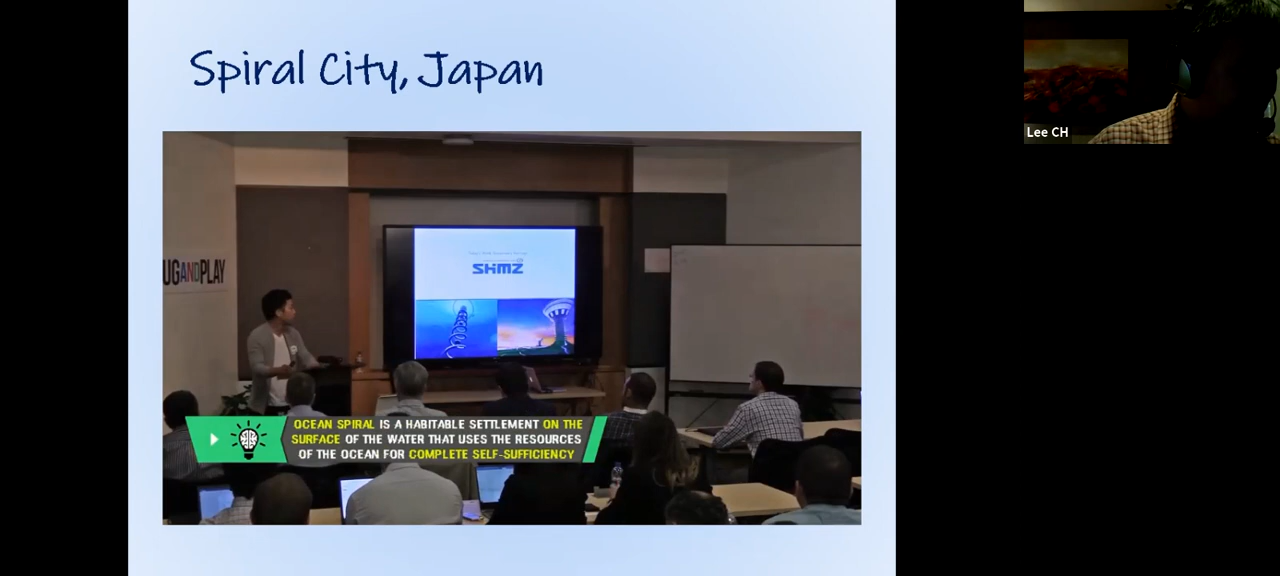 Spiral City, Japan
UGANDPLAY
SHIMZ
OCEAN SPIRAL IS A HABITABLE SETTLEMENT ON THE
SURFACE OF THE WATER THAT USES THE RESOURCES
OF THE OCEAN FOR COMPLETE SELF-SUFFICIENCY
Lee CH